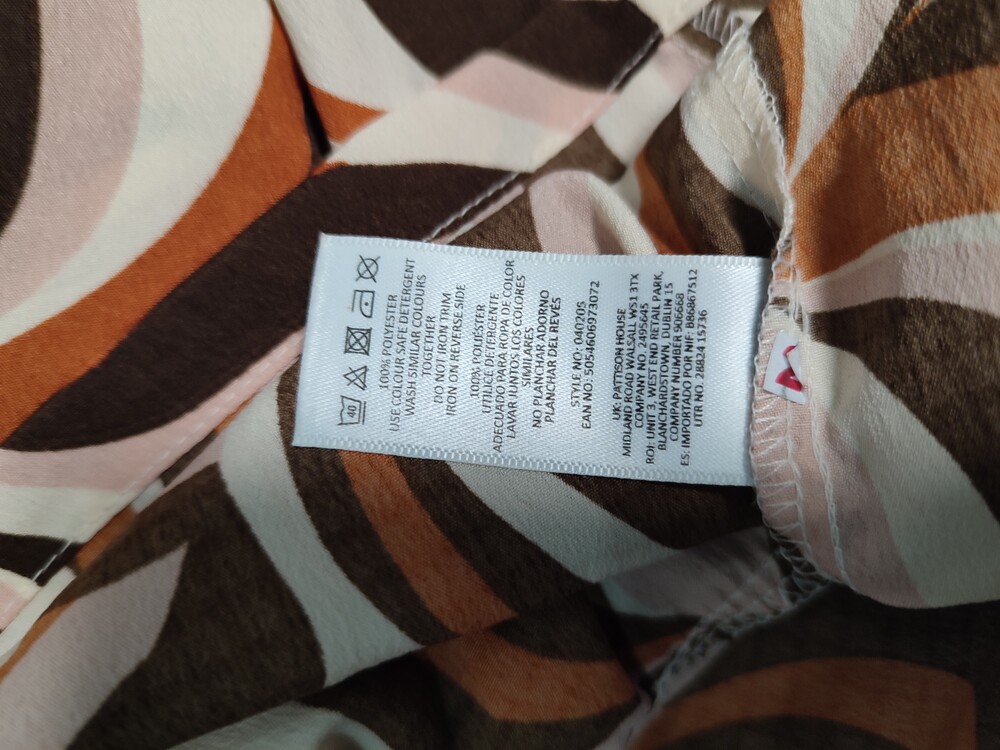 40
100% POLYESTER
USE COLOUR SAFE DETERGENT
WASH SIMILAR COLOURS
TOGETHER
DO NOT IRON TRIM
IRON ON REVERSE SIDE
100% POLIÉSTER
UTILICE DETERGENTE
ADECUADO PARA ROPA DE COLOR
LAVAR JUNTOS LOS COLORES
SIMILARES
NO PLANCHAR ADORNO
PLANCHAR DEL REVÉS
STYLE NO: 040205
EAN NO: 5054606973072
UK: PATTISON HOUSE
MIDLAND ROAD WALSALL WS1 3TX
COMPANY NO. 2495645
ROI: UNIT 3, WEST END RETAIL PARK,
BLANCHARDSTOWN, DUBLIN 15
COMPANY NUMBER 906668
ES: IMPORTADO POR NIF: B86867512
UTR NO. 28824 15736